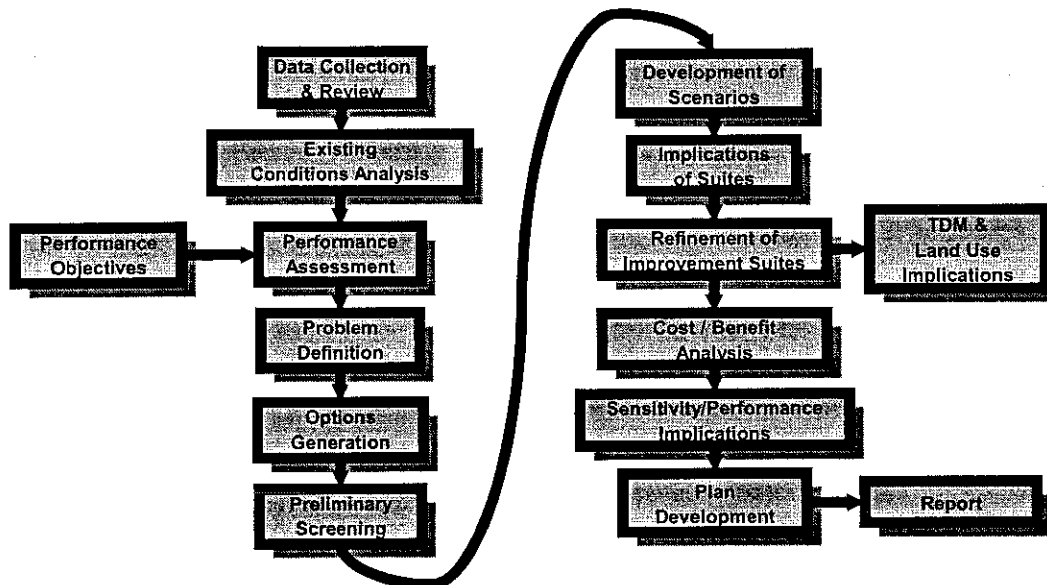 Data Collection
& Review
Existing
Conditions Analysis
Performance
Objectives
Performance
Assessment
Problem
Definition
Options
Generation
Preliminary
Screening
Development of
Scenarios
Implications
of Suites
Refinement of
Improvement Suites
TDM &
Land Use
Implications
Cost / Benefit
Analysis
Sensitivity/Performance
Implications
Plan
Development
Report